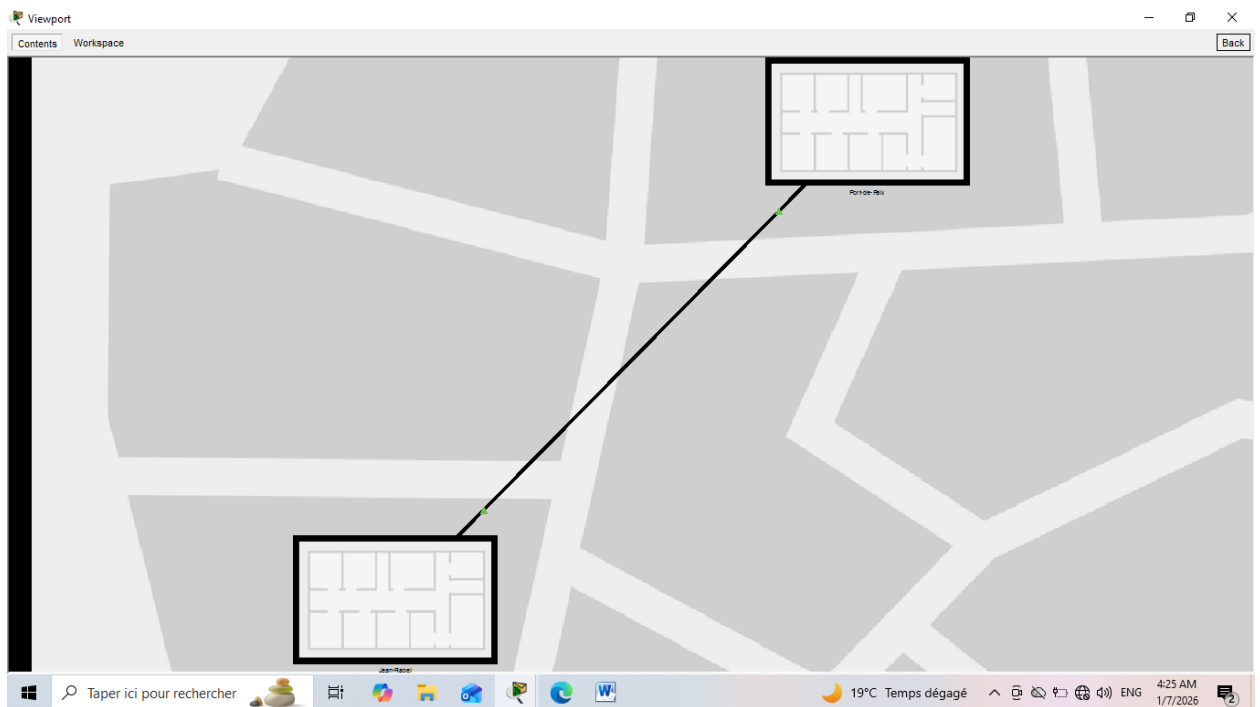 Viewport
Contents Workspace Back
Port-de-Paix
Jean-Rabel
Taper ici pour rechercher
19°C Temps dégagé
ENG
4:25 AM
1/7/2026
2